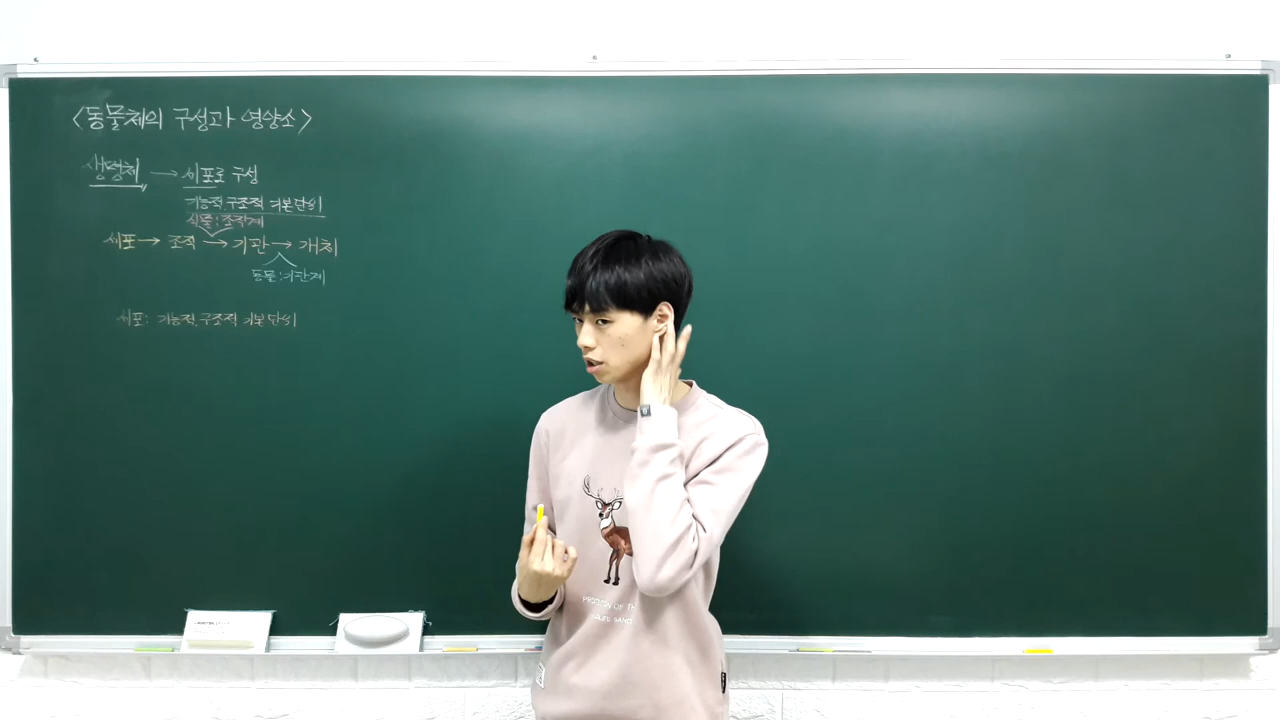 <동물체의 구성과 영양소>
생명체 → 세포로 구성
기능적, 구조적 기본단위
식물: 조직계
세포 → 조직 → 기관 → 개체
동물: 기관계
세포: 기능적, 구조적 기본단위